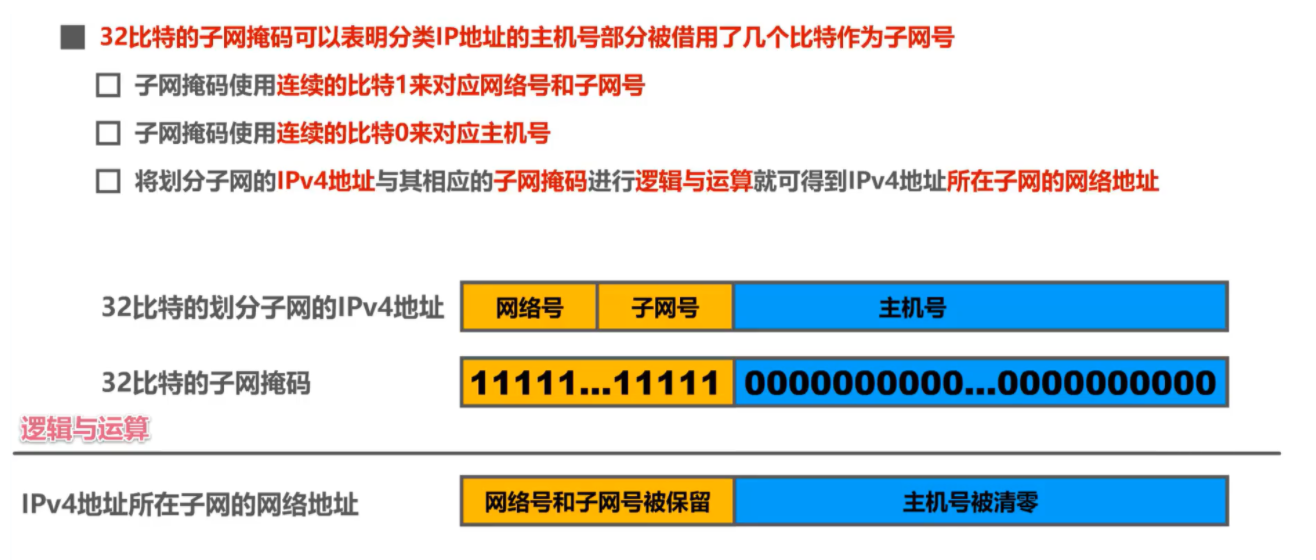 32比特的子网掩码可以表明分类IP地址的主机号部分被借用了几个比特作为子网号
子网掩码使用连续的比特1来对应网络号和子网号
子网掩码使用连续的比特0来对应主机号
将划分子网的IPv4地址与其相应的子网掩码进行逻辑与运算就可得到IPv4地址所在子网的网络地址
32比特的划分子网的IPv4地址 网络号 子网号 主机号
32比特的子网掩码 11111...11111 0000000000...0000000000
逻辑与运算
IPv4地址所在子网的网络地址 网络号和子网号被保留 主机号被清零